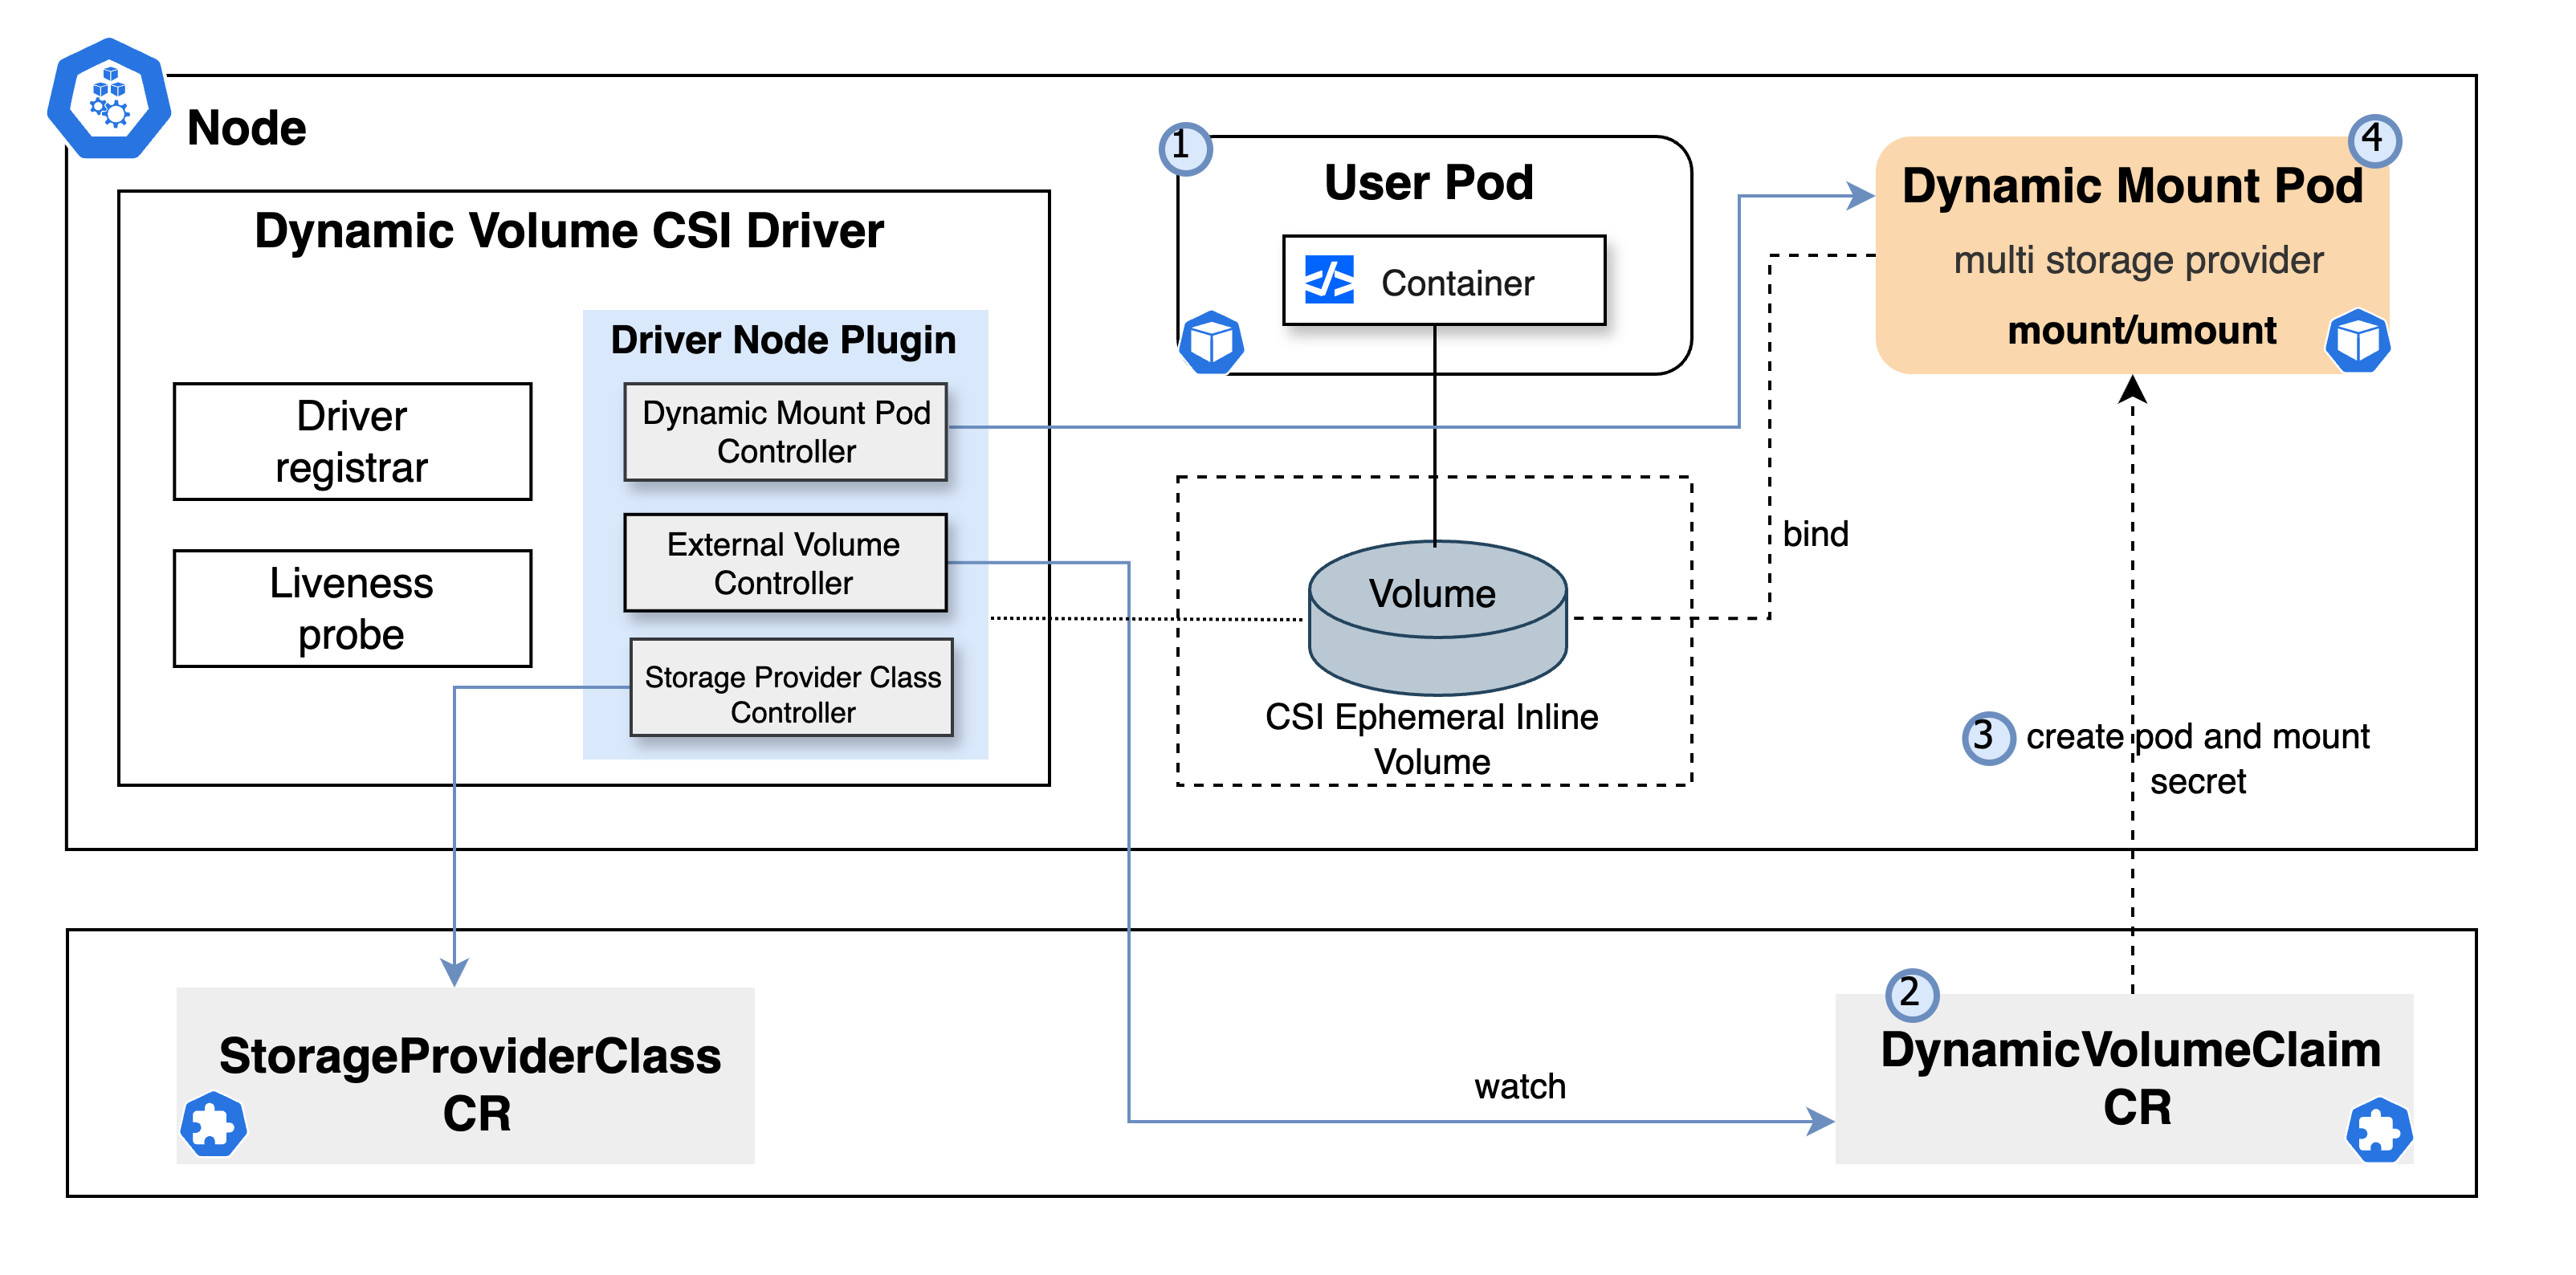 Node
Dynamic Volume CSI Driver
Driver
registrar
Liveness
probe
Driver Node Plugin
Dynamic Mount Pod
Controller
External Volume
Controller
Storage Provider Class
Controller
1
User Pod
Container
Volume
CSI Ephemeral Inline
Volume
bind
4
Dynamic Mount Pod
multi storage provider
mount/umount
3
create pod and mount
secret
StorageProviderClass
CR
watch
2
DynamicVolumeClaim
CR